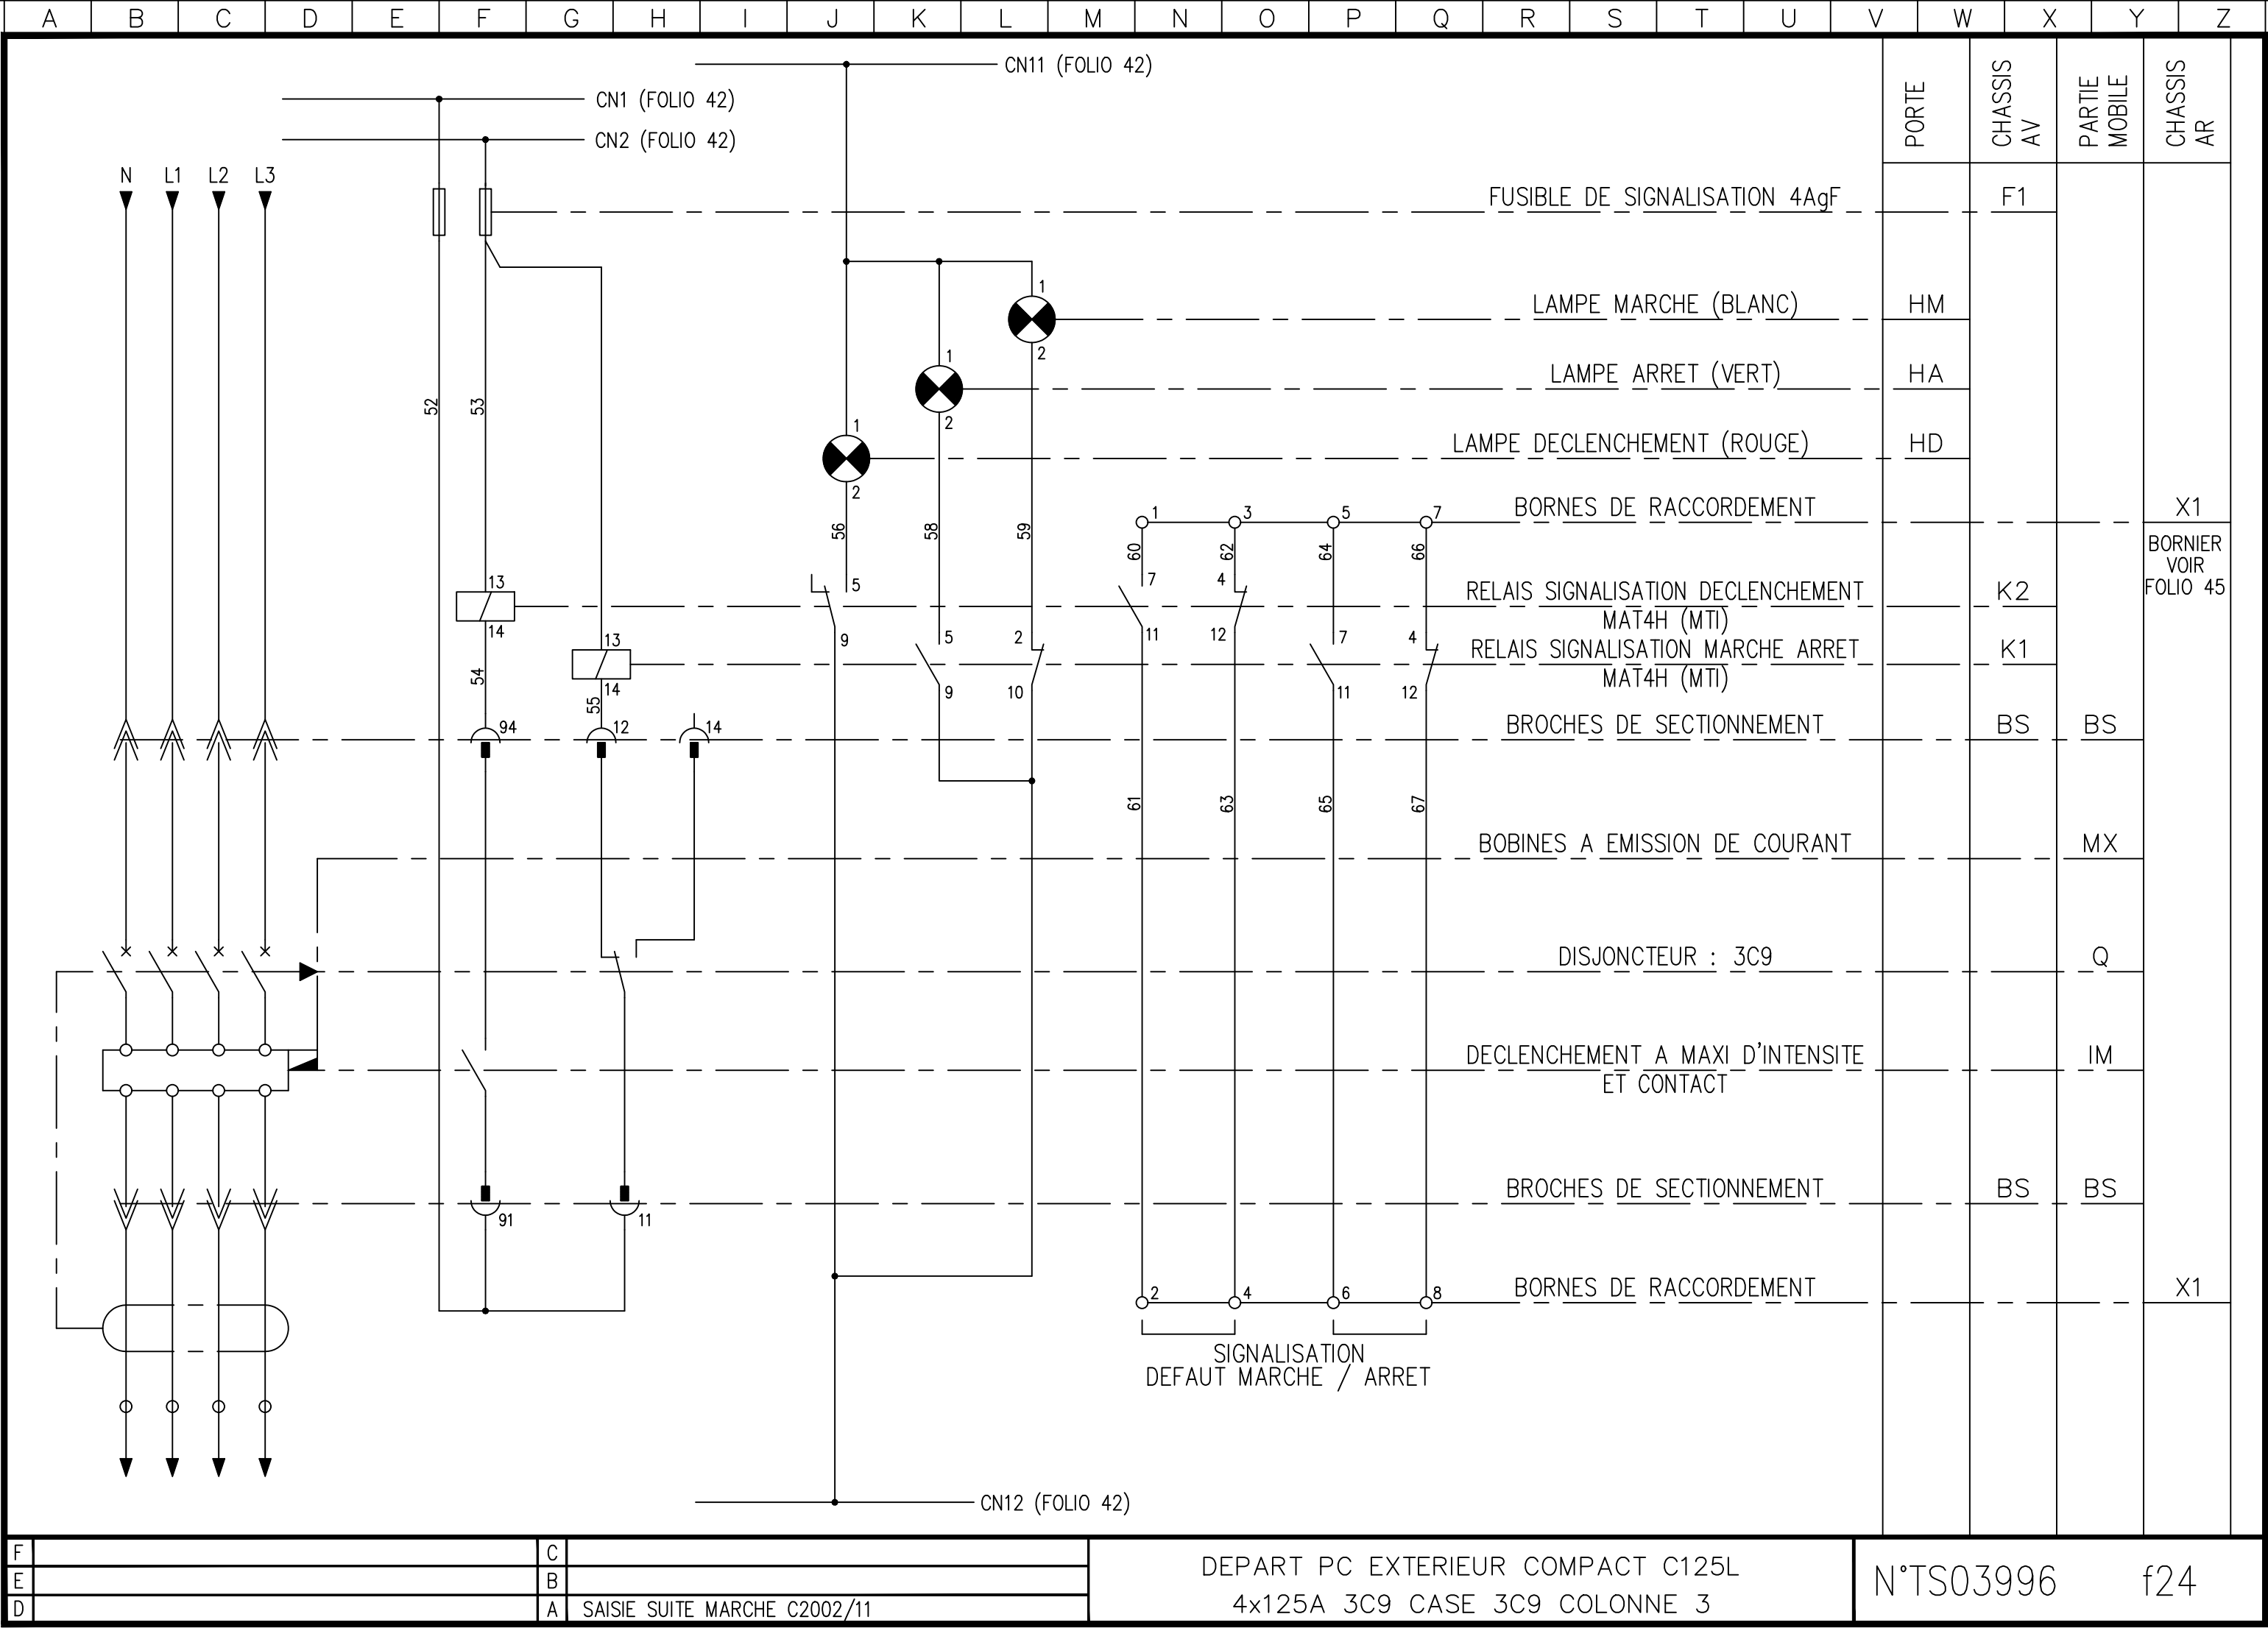 A B C D E F G H I J K L M N O P Q R S T U V W X Y Z
CN11 (FOLIO 42)
CN1 (FOLIO 42)
CN2 (FOLIO 42)
PORTE
CHASSIS
AV
PARTIE
MOBILE
CHASSIS
AR
N L1 L2 L3
FUSIBLE DE SIGNALISATION 4AgF F1
1
LAMPE MARCHE (BLANC) HM
2
1
LAMPE ARRET (VERT) HA
2
52 53
1
LAMPE DECLENCHEMENT (ROUGE) HD
2
56 58 59
1 3 5 7 BORNES DE RACCORDEMENT X1
60 62 64 66
BORNIER
VOIR
FOLIO 45
13 5 7 4 RELAIS SIGNALISATION DECLENCHEMENT K2
14 9 11 12 MAT4H (MTI)
13 5 2 7 4 RELAIS SIGNALISATION MARCHE ARRET K1
54 14 9 10 11 12 MAT4H (MTI)
55
94 12 14 BROCHES DE SECTIONNEMENT BS BS
61 63 65 67
BOBINES A EMISSION DE COURANT MX
DISJONCTEUR : 3C9 Q
DECLENCHEMENT A MAXI D'INTENSITE IM
ET CONTACT
BROCHES DE SECTIONNEMENT BS BS
91 11
2 4 6 8 BORNES DE RACCORDEMENT X1
SIGNALISATION
DEFAUT MARCHE / ARRET
CN12 (FOLIO 42)
F C
E B
D A SAISIE SUITE MARCHE C2002/11
DEPART PC EXTERIEUR COMPACT C125L
4x125A 3C9 CASE 3C9 COLONNE 3
N°TS03996 f24